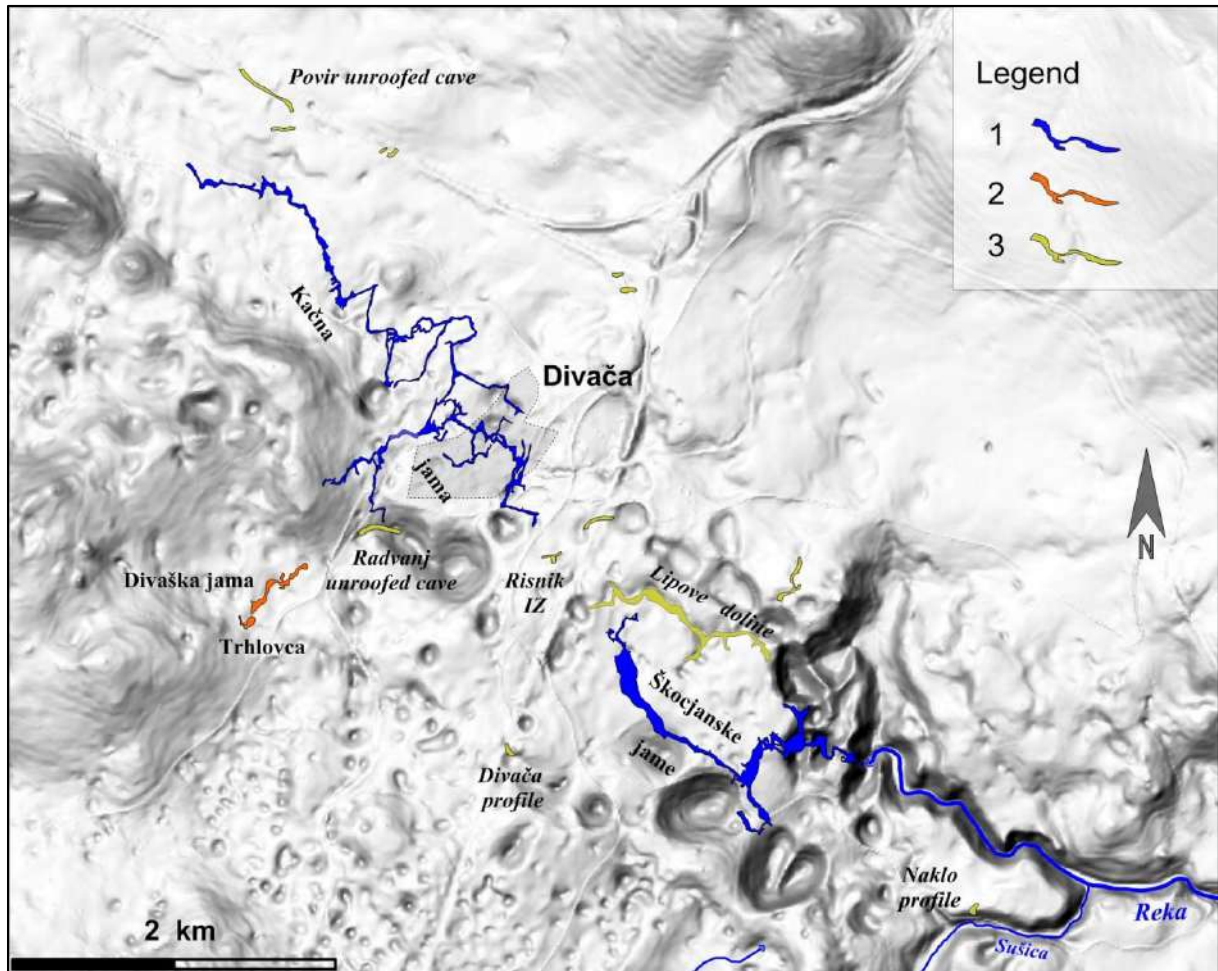 Povir unroofed cave
Legend
1
2
3
Kačna
jama
Divača
Radvanj
unroofed cave
Divaška jama
Trhlovca
Risnik
IZ
Lipove doline
Škocjanske
jame
Divača
profile
Naklo
profile
Reka
Sušica
N
2 km